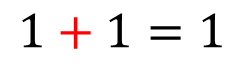 1 + 1 = 1